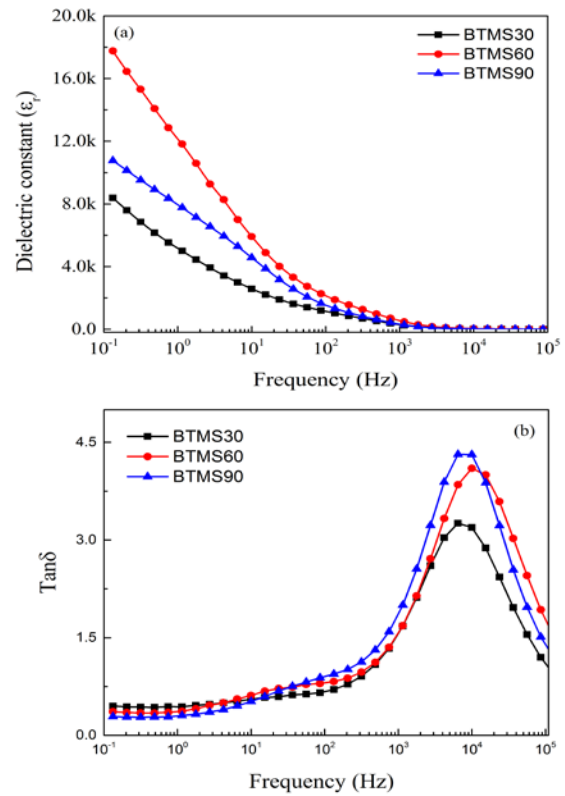 (a)
BTMS30
BTMS60
BTMS90
20.0k
16.0k
12.0k
8.0k
4.0k
0.0
Dielectric constant (εr)
10-1 100 101 102 103 104 105
Frequency (Hz)
(b)
BTMS30
BTMS60
BTMS90
4.5
3.0
1.5
0.0
Tanδ
10-1 100 101 102 103 104 105
Frequency (Hz)